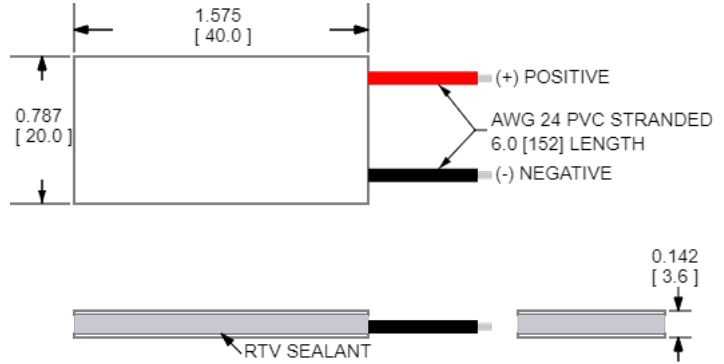 1.575
[ 40.0 ]
(+) POSITIVE
0.787
[ 20.0 ]
AWG 24 PVC STRANDED
6.0 [152] LENGTH
(-) NEGATIVE
0.142
[ 3.6 ]
RTV SEALANT